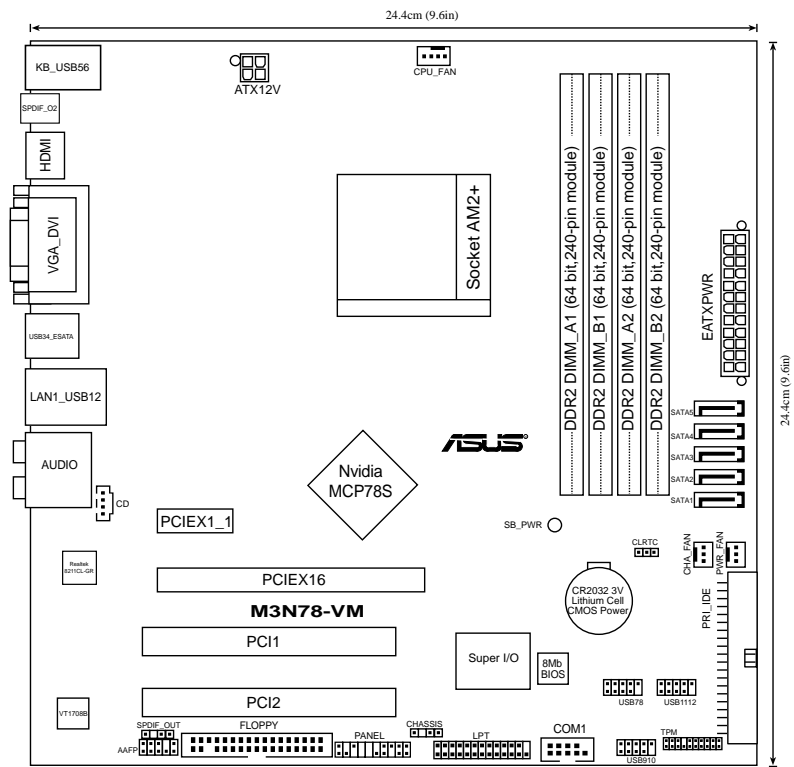 24.4cm (9.6in)
KB_USB56
ATX12V
CPU_FAN
SPDIF_O2
HDMI
VGA_DVI
Socket AM2+
DDR2 DIMM_A1 (64 bit,240-pin module)
DDR2 DIMM_B1 (64 bit,240-pin module)
DDR2 DIMM_A2 (64 bit,240-pin module)
DDR2 DIMM_B2 (64 bit,240-pin module)
EATXPWR
24.4cm (9.6in)
USB34_ESATA
LAN1_USB12
SATA5
SATA4
SATA3
SATA2
SATA1
AUDIO
CD
Nvidia
MCP78S
ASUS
PCIEX1_1
SB_PWR
CLRTC
CHA_FAN
PWR_FAN
Realtek
8211CL-GR
PCIEX16
CR2032 3V
Lithium Cell
CMOS Power
PRI_IDE
M3N78-VM
PCI1
Super I/O
8Mb
BIOS
PCI2
VT1708B
USB78
USB1112
SPDIF_OUT
FLOPPY
AAFP
PANEL
CHASSIS
LPT
COM1
USB910
TPM